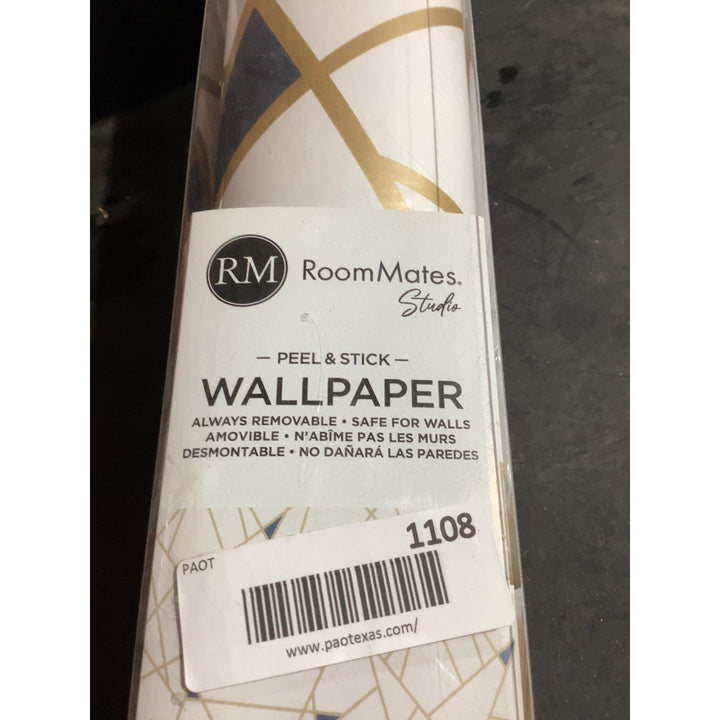 RM
RoomMates®
Studio
— PEEL & STICK —
WALLPAPER
ALWAYS REMOVABLE • SAFE FOR WALLS
AMOVIBLE • N'ABÎME PAS LES MURS
DESMONTABLE • NO DAÑARÁ LAS PAREDES
1108
PAOT
www.paotexas.com/